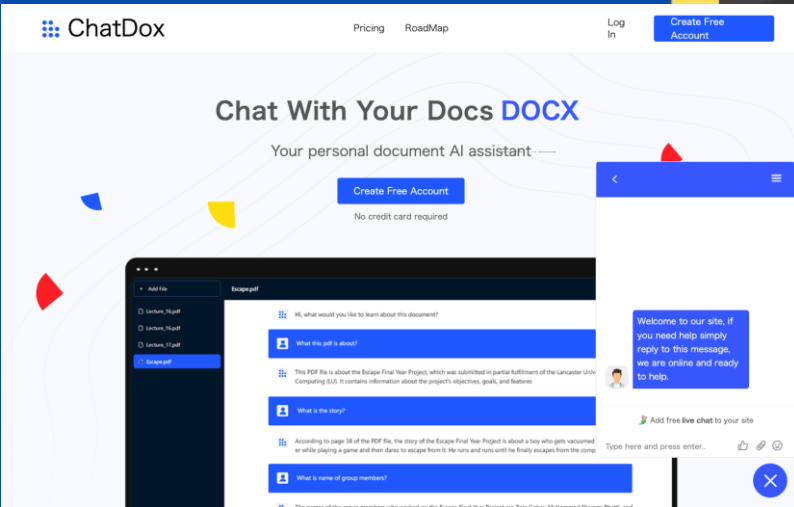 ChatDox
Pricing
RoadMap
Log
In
Create Free
Account
Chat With Your Docs DOCX
Your personal document AI assistant
Create Free Account
No credit card required
+ Add File
Escape.pdf
Lecture_15.pdf
Lecture_16.pdf
Lecture_17.pdf
Escape.pdf
Hi, what would you like to learn about this document?
What this pdf is about?
This PDF file is about the Escape Final Year Project, which was submitted in partial fulfillment of the Lancaster Univ
Computing (LU). It contains information about the project's objectives, goals, and features
What is the story?
According to page 38 of the PDF file, the story of the Escape Final Year Project is about a boy who gets vacuumed
er while playing a game and then dares to escape from it. He runs and runs until he finally escapes from the comp
What is name of group members?
Welcome to our site, if
you need help simply
reply to this message,
we are online and ready
to help.
Add free live chat to your site
Type here and press enter..